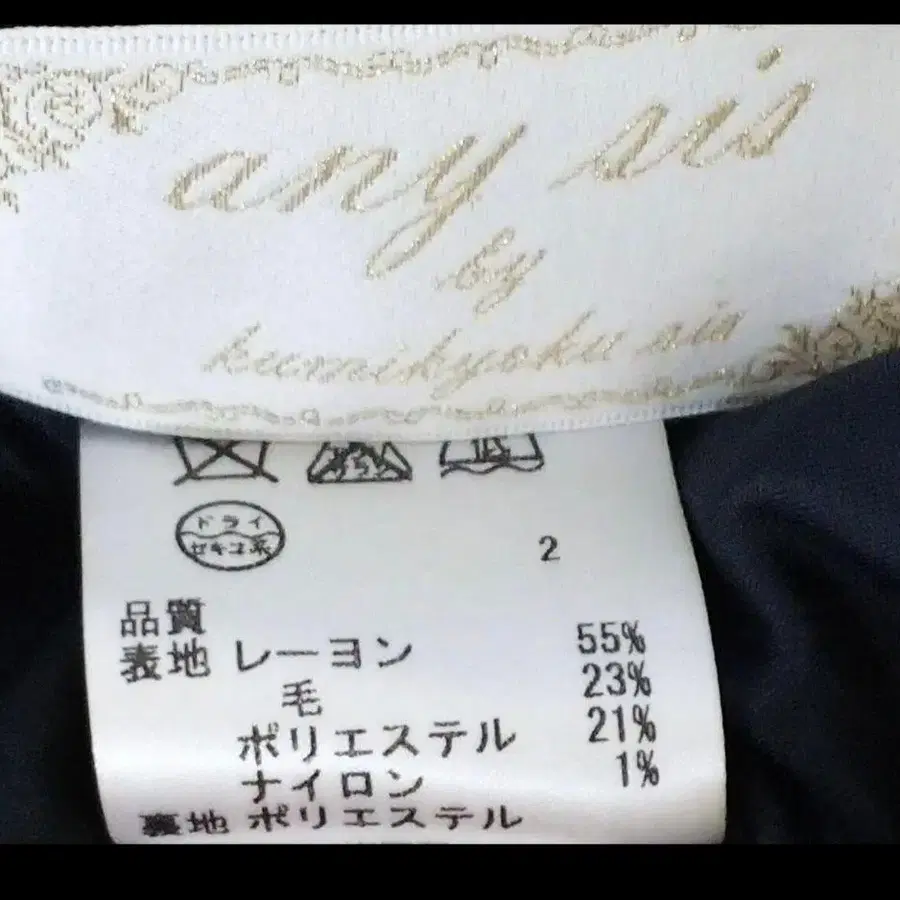 any sis
by
kumikyoku sis
低
ドライ
セキユ系
2
品質
表地 レーヨン 55%
毛 23%
ポリエステル 21%
ナイロン 1%
裏地 ポリエステル